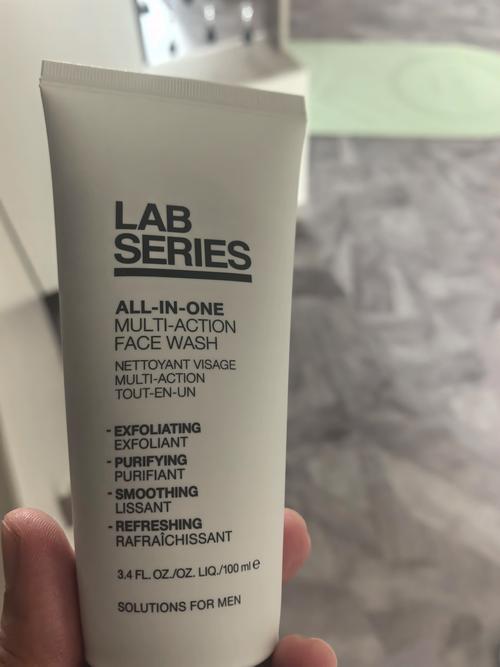 LAB
SERIES
ALL-IN-ONE
MULTI-ACTION
FACE WASH
NETTOYANT VISAGE
MULTI-ACTION
TOUT-EN-UN
- EXFOLIATING
EXFOLIANT
- PURIFYING
PURIFIANT
- SMOOTHING
LISSANT
- REFRESHING
RAFRAÎCHISSANT
3.4 FL. OZ./OZ. LIQ./100 ml ℮
SOLUTIONS FOR MEN